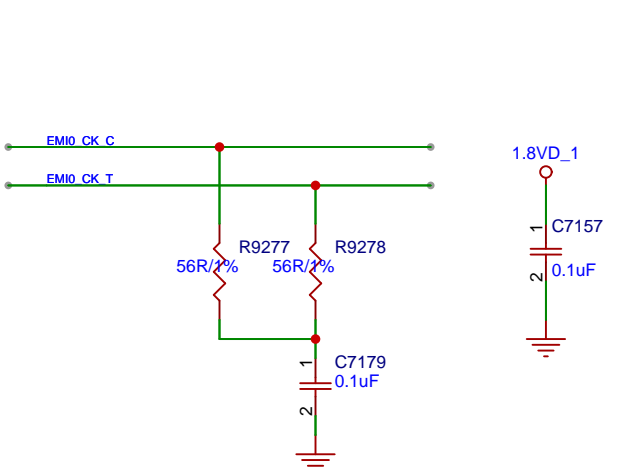 EMI0_CK_C
1.8VD_1
EMI0_CK_T
1
C7157
R9277
R9278
56R/1%
56R/1%
0.1uF
2
1
C7179
0.1uF
2